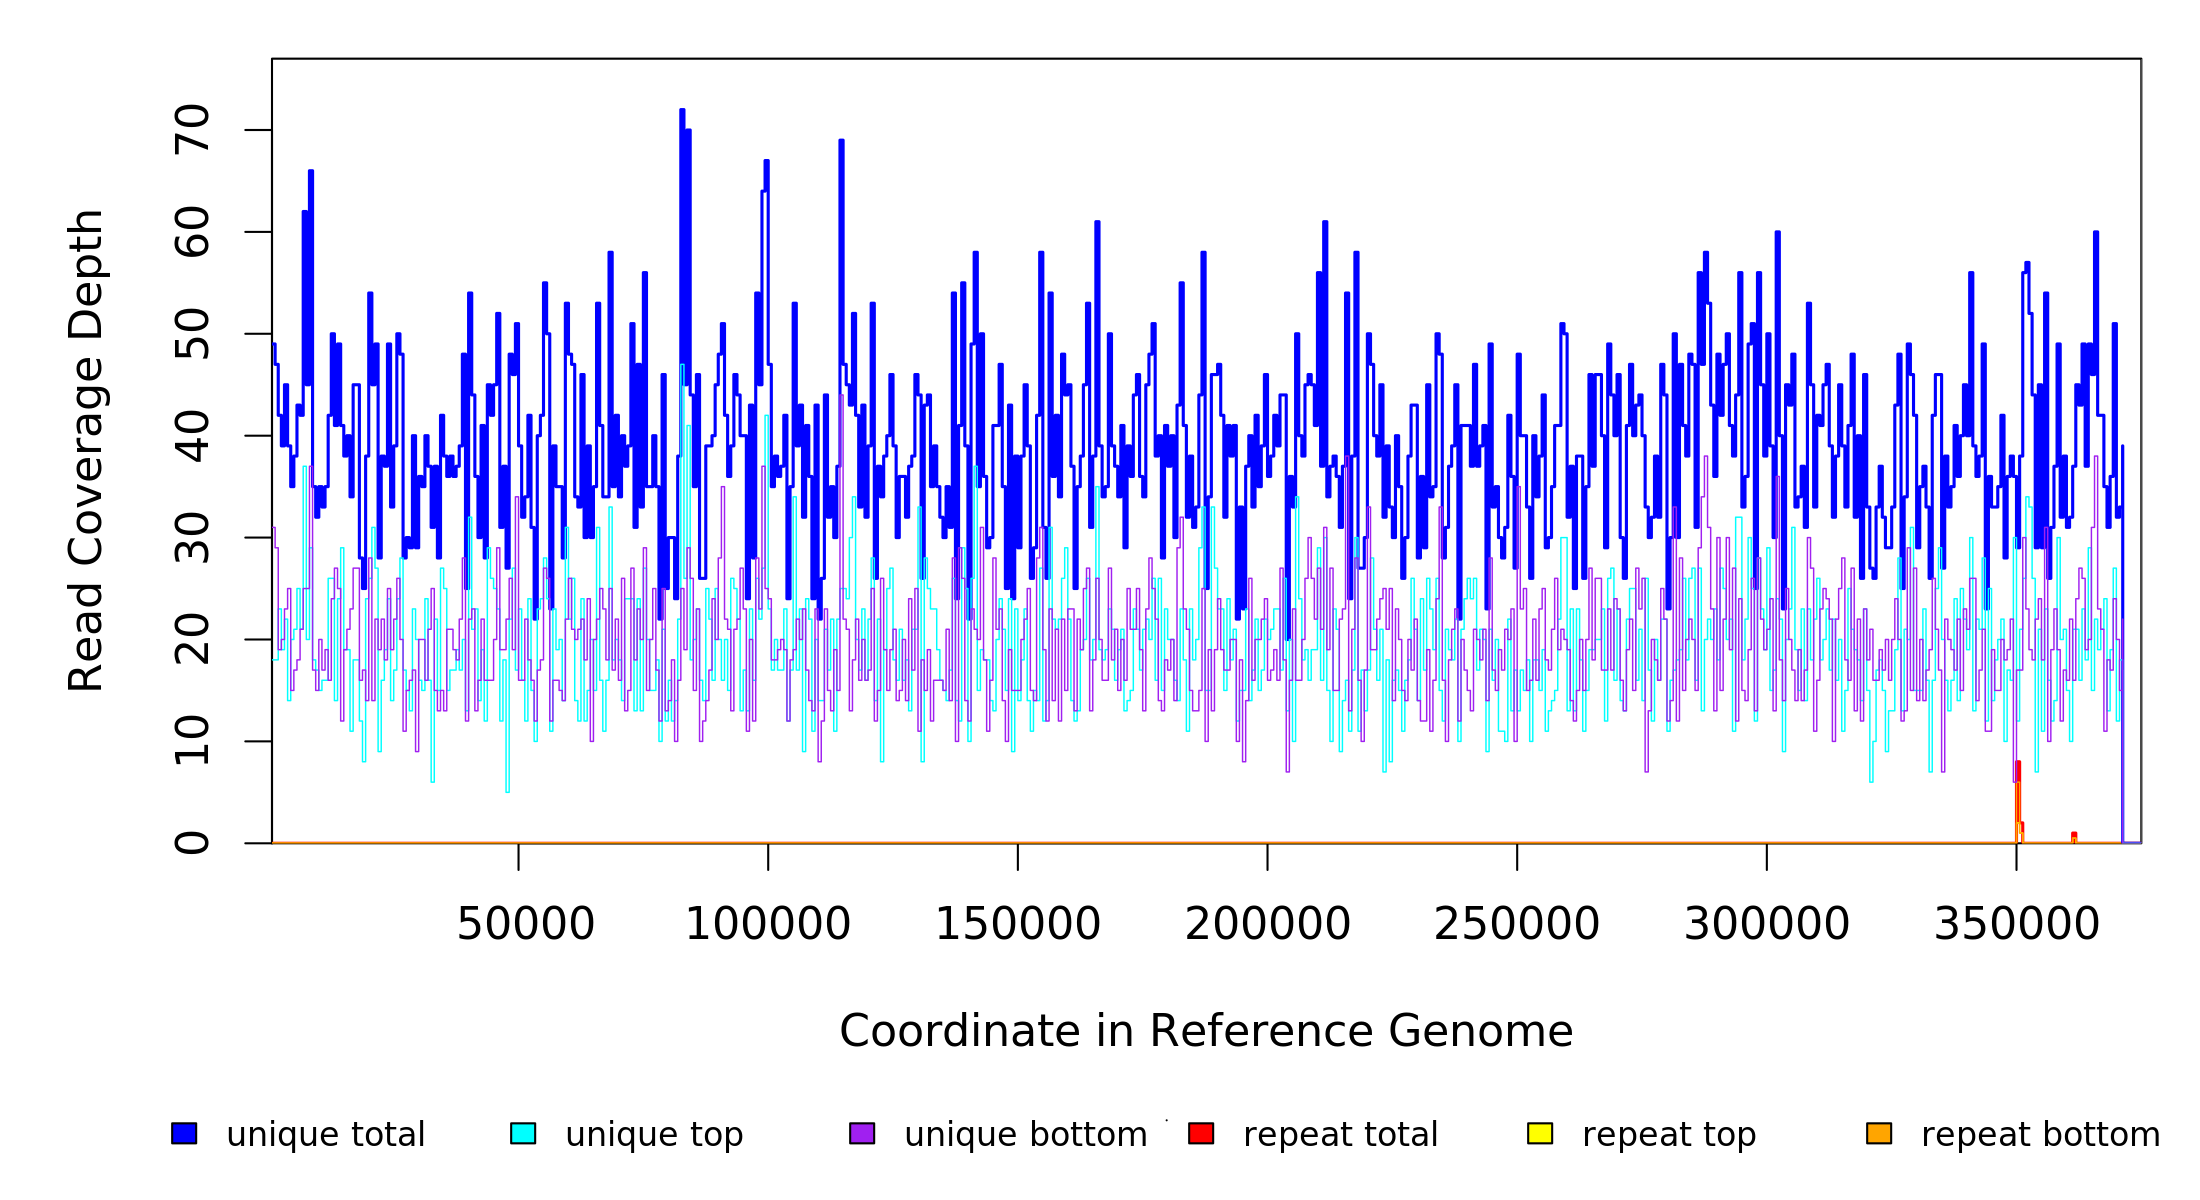 Read Coverage Depth
70
60
50
40
30
20
10
0
50000 100000 150000 200000 250000 300000 350000
Coordinate in Reference Genome
unique total unique top unique bottom repeat total repeat top repeat bottom